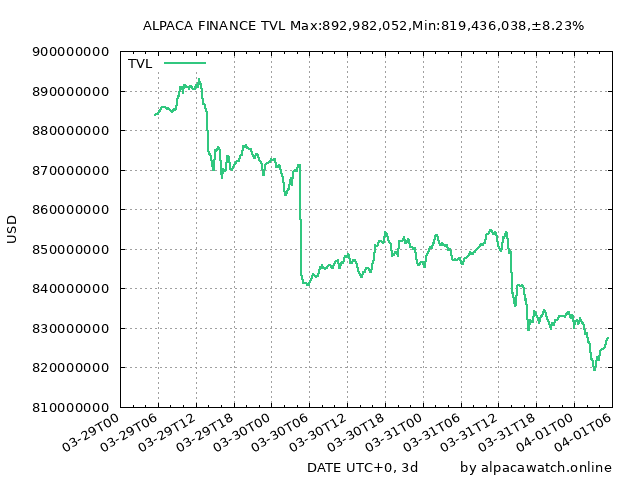 ALPACA FINANCE TVL Max:892,982,052,Min:819,436,038,±8.23%
TVL
900000000
890000000
880000000
870000000
860000000
850000000
840000000
830000000
820000000
810000000
USD
03-29T00
03-29T06
03-29T12
03-29T18
03-30T00
03-30T06
03-30T12
03-30T18
03-31T00
03-31T06
03-31T12
03-31T18
04-01T00
04-01T06
DATE UTC+0, 3d
by alpacawatch.online